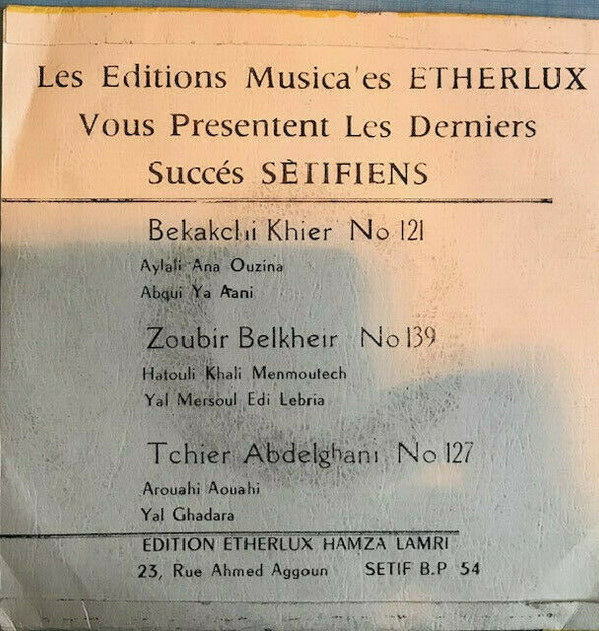 Les Editions Musica'es ETHERLUX
Vous Presentent Les Derniers
Succés SÈTIFIENS
Bekakchi Khier No 121
Aylali Ana Ouzina
Abqui Ya Aani
Zoubir Belkheir No 139
Hatouli Khali Menmoutech
Yal Mersoul Edi Lebria
Tchier Abdelghani No 127
Arouahi Aouahi
Yal Ghadara
EDITION ETHERLUX HAMZA LAMRI
23, Rue Ahmed Aggoun SETIF B.P 54